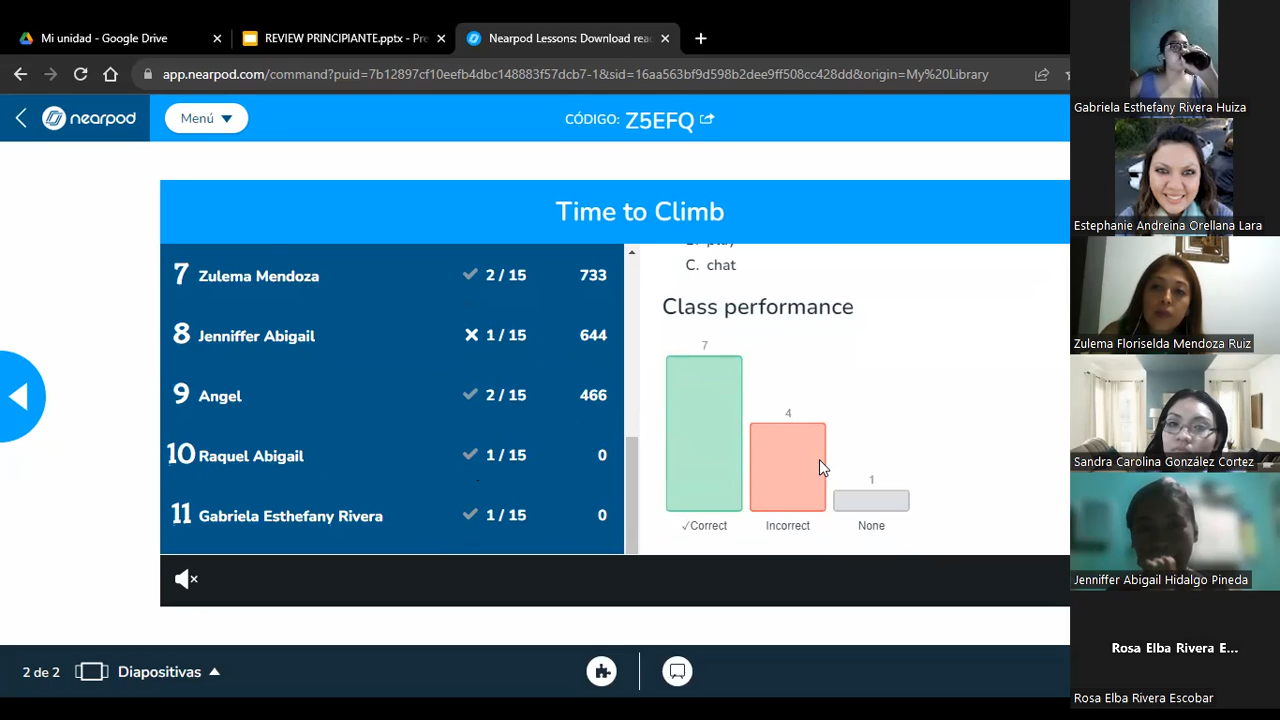 Mi unidad - Google Drive
REVIEW PRINCIPIANTE.pptx - Pre
Nearpod Lessons: Download rea
app.nearpod.com/command?puid=7b12897cf10eefb4dbc148883f57dcb7-1&sid=16aa563bf9d598b2dee9ff508cc428dd&origin=My%20Library
nearpod
Menú
CÓDIGO: Z5EFQ
Time to Climb
7 Zulema Mendoza 2 / 15 733
8 Jenniffer Abigail 1 / 15 644
9 Angel 2 / 15 466
10 Raquel Abigail 1 / 15 0
11 Gabriela Esthefany Rivera 1 / 15 0
C. chat
Class performance
7
4
1
✓Correct
Incorrect
None
2 de 2
Diapositivas
Gabriela Esthefany Rivera Huiza
Estephanie Andreina Orellana Lara
Zulema Floriselda Mendoza Ruiz
Sandra Carolina González Cortez
Jenniffer Abigail Hidalgo Pineda
Rosa Elba Rivera E...
Rosa Elba Rivera Escobar